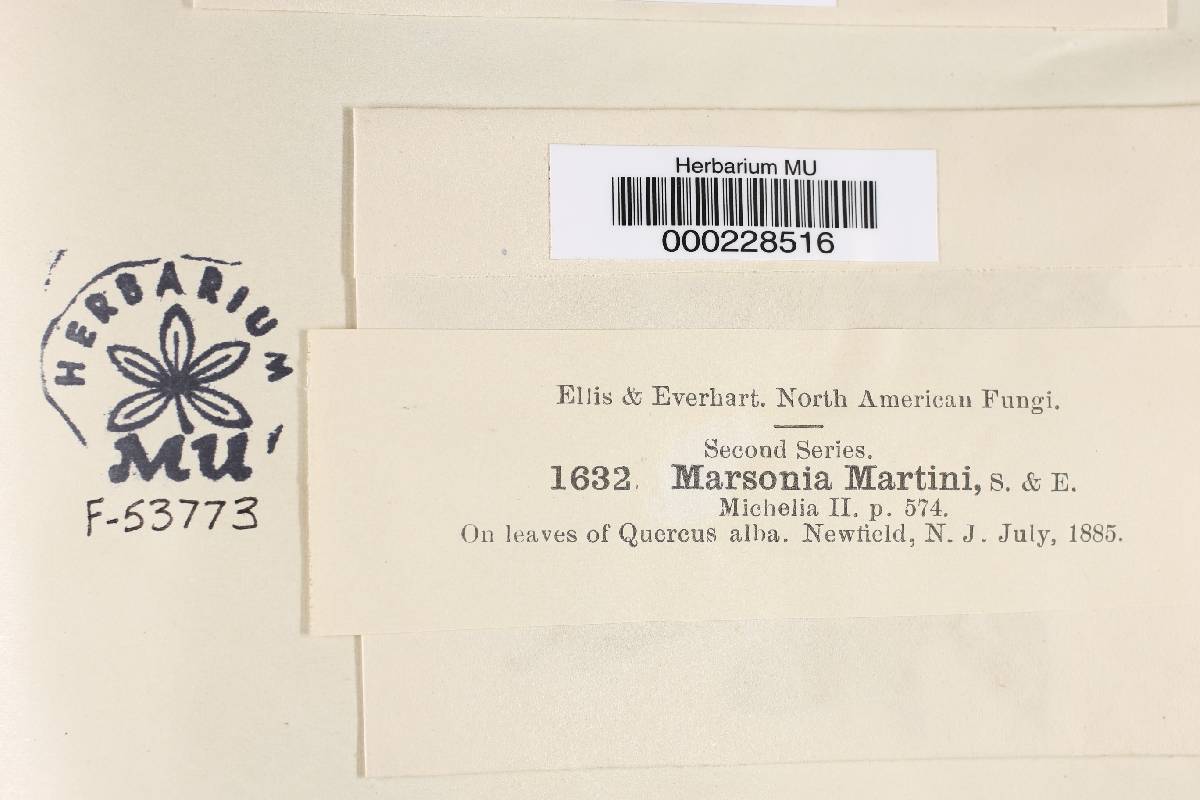 Herbarium MU
000228516
HERBARIUM
MU
F-53773
Ellis & Everhart. North American Fungi.
Second Series.
1632. Marsonia Martini, S. & E.
Michelia II. p. 574.
On leaves of Quercus alba. Newfield, N. J. July, 1885.